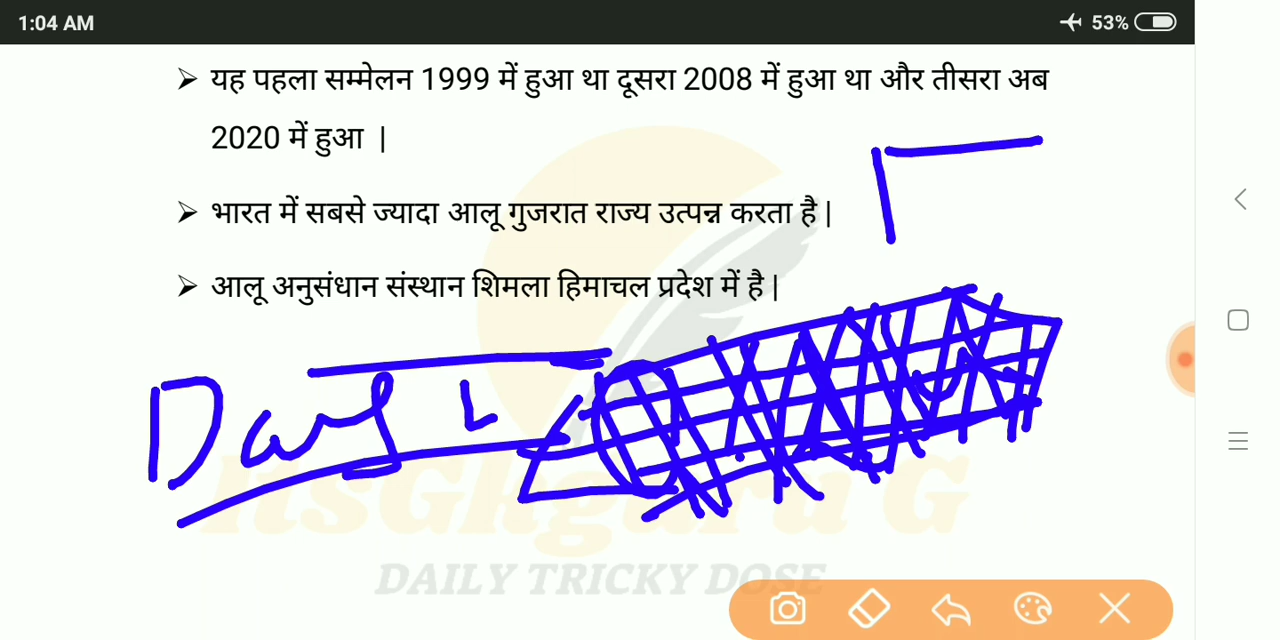 1:04 AM 53%
➢ यह पहला सम्मेलन 1999 में हुआ था दूसरा 2008 में हुआ था और तीसरा अब
2020 में हुआ |
➢ भारत में सबसे ज्यादा आलू गुजरात राज्य उत्पन्न करता है|
➢ आलू अनुसंधान संस्थान शिमला हिमाचल प्रदेश में है|
DAILY TRICKY DOSE